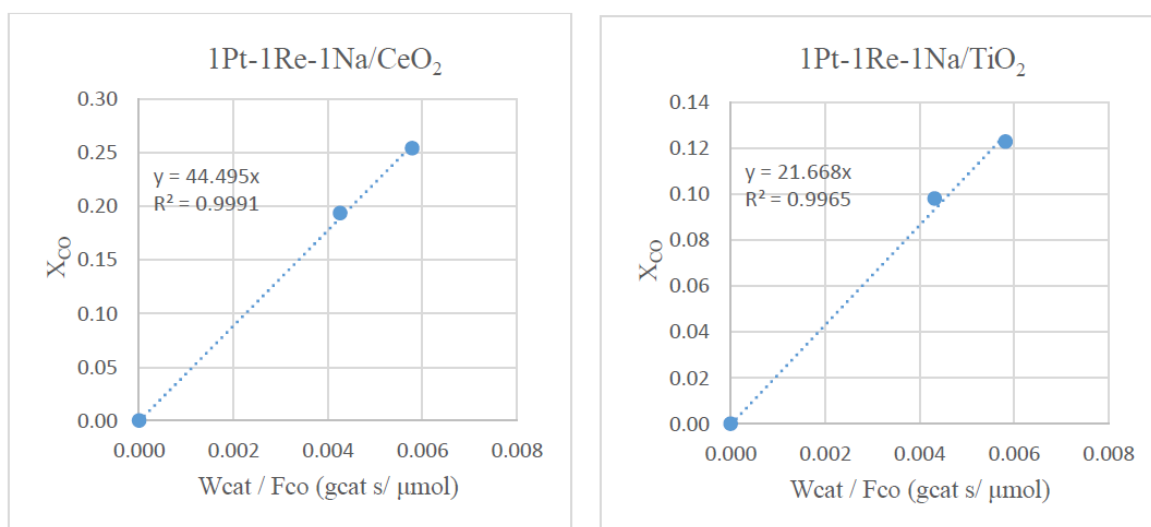 1Pt-1Re-1Na/CeO₂
0.30
0.25
0.20
0.15
0.10
0.05
0.00
y = 44.495x
R² = 0.9991
X_CO
0.000 0.002 0.004 0.006 0.008
Wcat / Fco (gcat s/ μmol)
1Pt-1Re-1Na/TiO₂
0.14
0.12
0.10
0.08
0.06
0.04
0.02
0.00
y = 21.668x
R² = 0.9965
X_CO
0.000 0.002 0.004 0.006 0.008
Wcat / Fco (gcat s/ μmol)